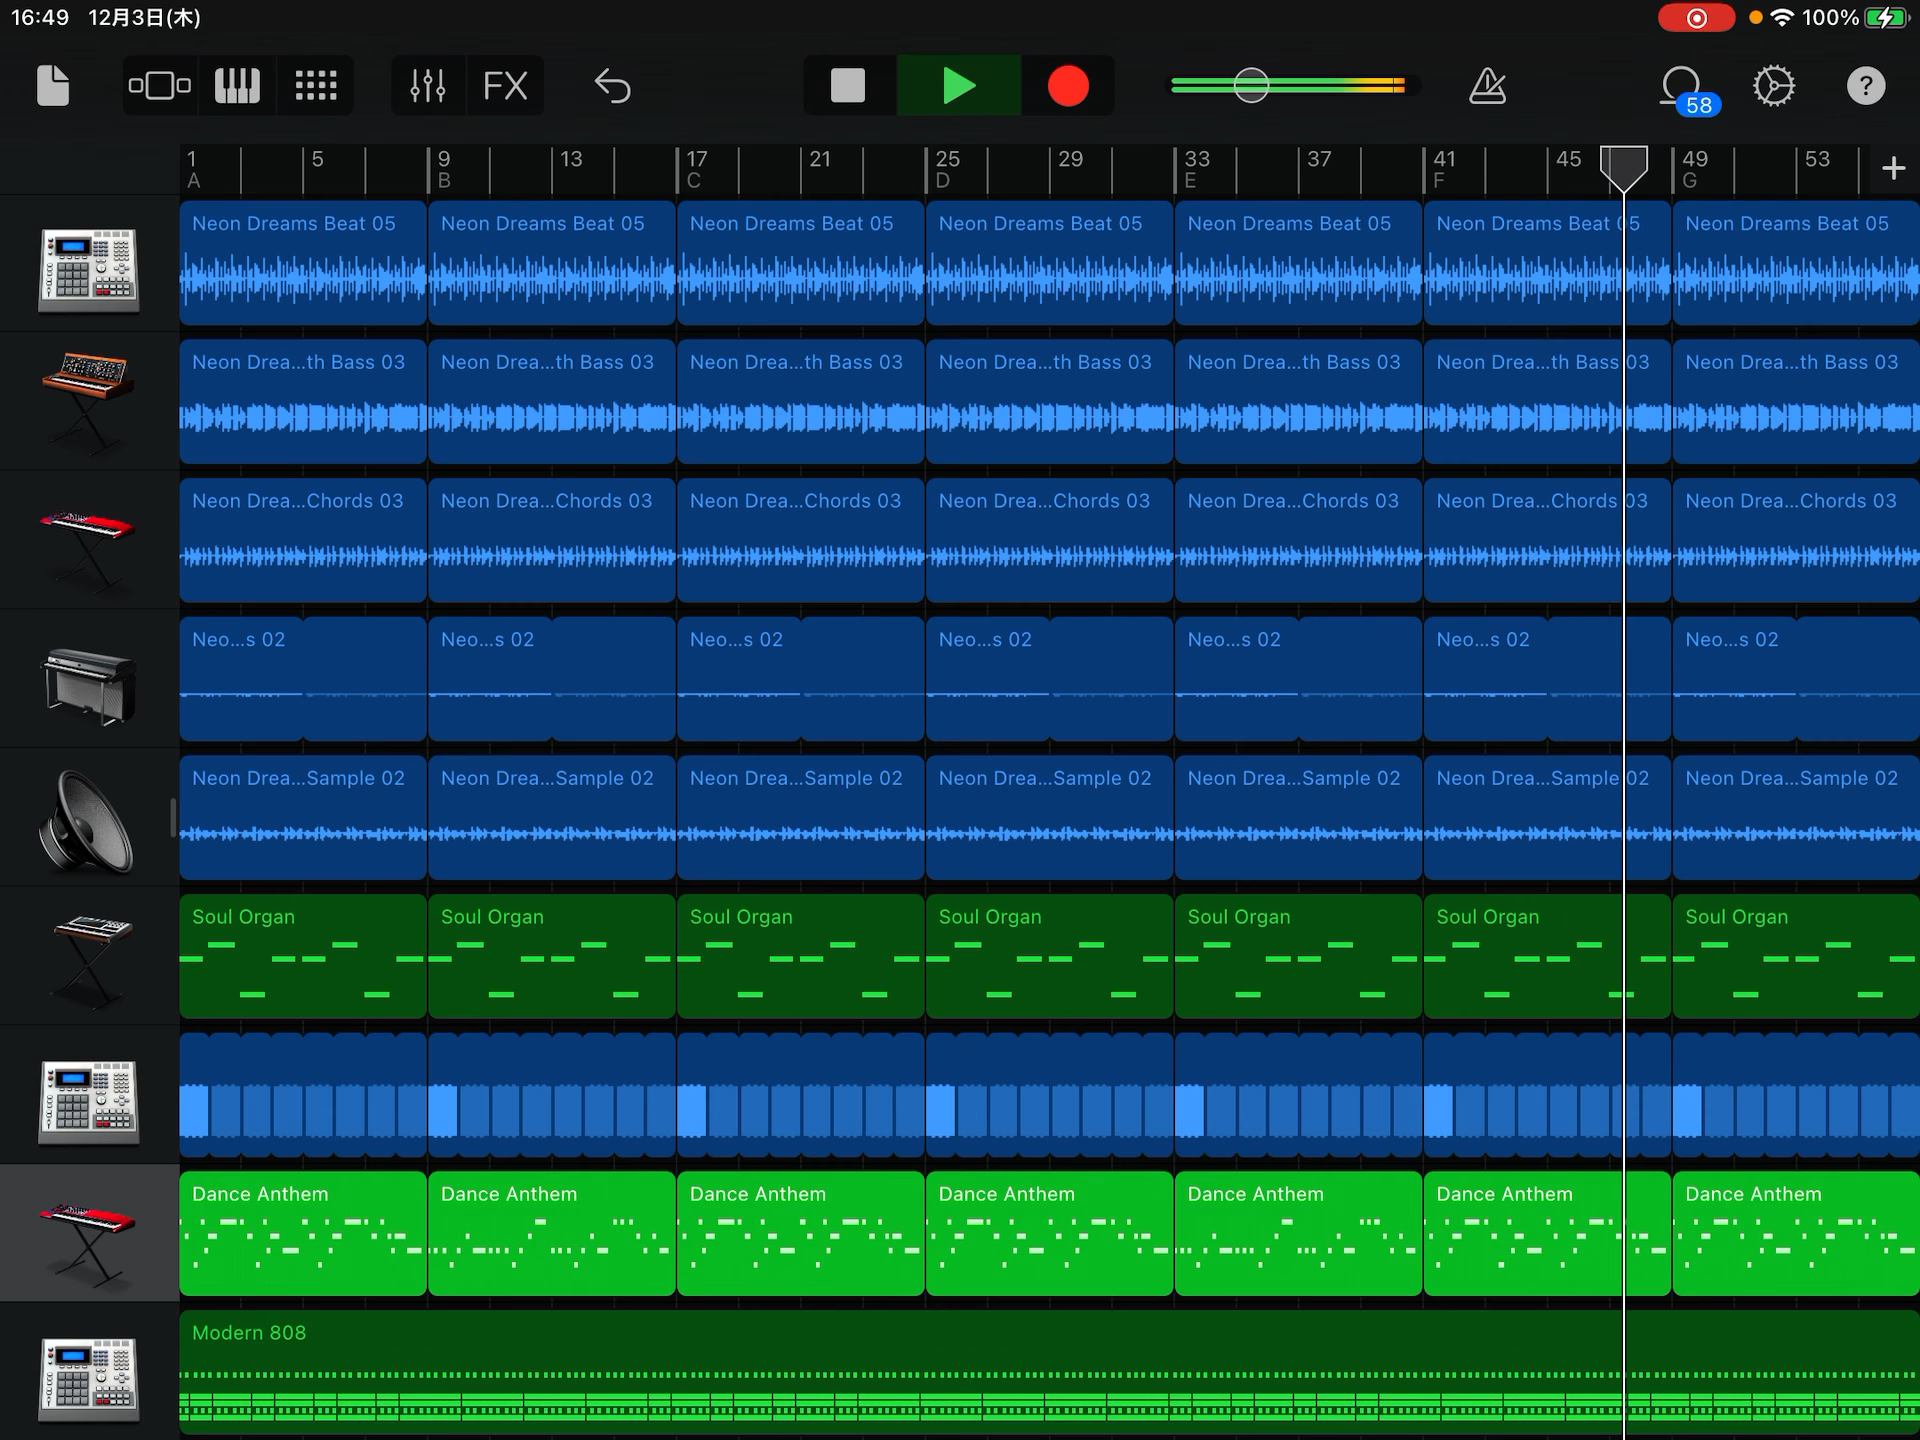 16:49 12月3日(木) 100%
FX 58 ?
1 5 9 13 17 21 25 29 33 37 41 45 49 53
A B C D E F G
Neon Dreams Beat 05 Neon Dreams Beat 05 Neon Dreams Beat 05 Neon Dreams Beat 05 Neon Dreams Beat 05 Neon Dreams Beat 05 Neon Dreams Beat 05
Neon Drea...th Bass 03 Neon Drea...th Bass 03 Neon Drea...th Bass 03 Neon Drea...th Bass 03 Neon Drea...th Bass 03 Neon Drea...th Bass 03 Neon Drea...th Bass 03
Neon Drea...Chords 03 Neon Drea...Chords 03 Neon Drea...Chords 03 Neon Drea...Chords 03 Neon Drea...Chords 03 Neon Drea...Chords 03 Neon Drea...Chords 03
Neo...s 02 Neo...s 02 Neo...s 02 Neo...s 02 Neo...s 02 Neo...s 02 Neo...s 02
Neon Drea...Sample 02 Neon Drea...Sample 02 Neon Drea...Sample 02 Neon Drea...Sample 02 Neon Drea...Sample 02 Neon Drea...Sample 02 Neon Drea...Sample 02
Soul Organ Soul Organ Soul Organ Soul Organ Soul Organ Soul Organ Soul Organ
Dance Anthem Dance Anthem Dance Anthem Dance Anthem Dance Anthem Dance Anthem Dance Anthem
Modern 808